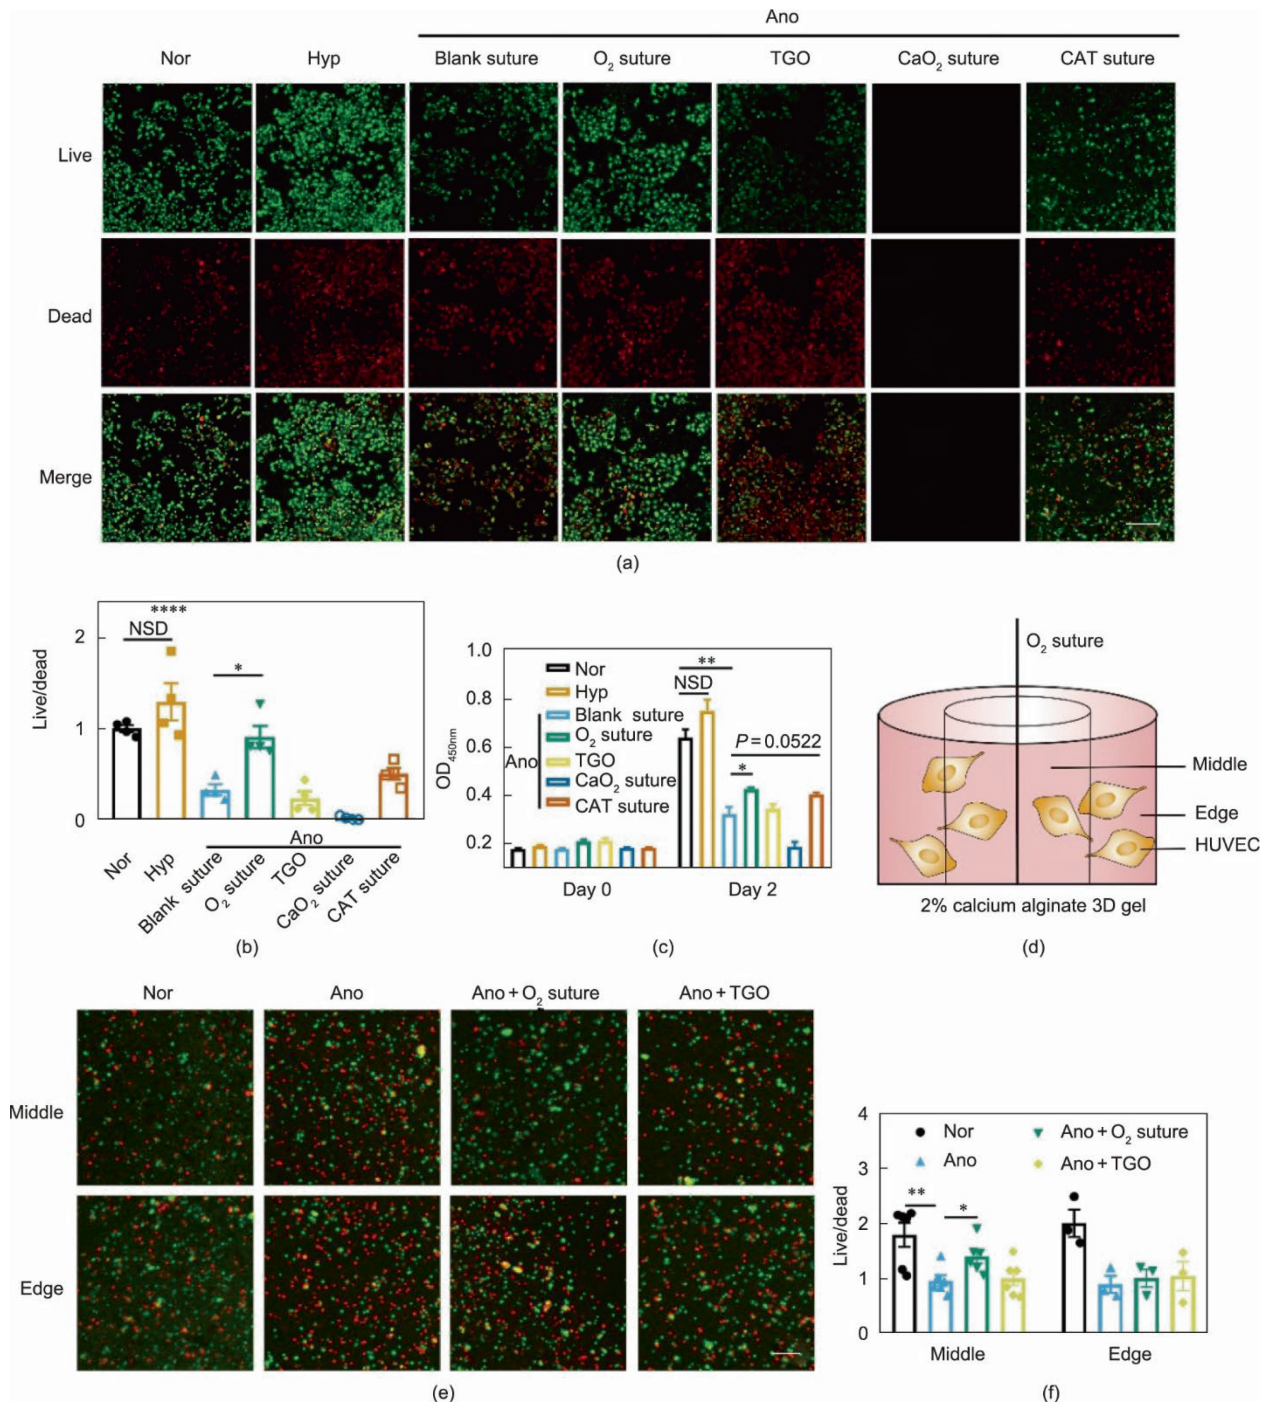 Ano
Nor Hyp Blank suture O2 suture TGO CaO2 suture CAT suture
Live
Dead
Merge
(a)
Live/dead
2
1
0
NSD
****
*
Ano
Nor
Hyp
Blank suture
O2 suture
TGO
CaO2 suture
CAT suture
(b)
OD450nm
1.0
0.8
0.6
0.4
0.2
Nor
Hyp
Blank suture
O2 suture
Ano
TGO
CaO2 suture
CAT suture
**
NSD
P = 0.0522
*
Day 0 Day 2
(c)
O2 suture
Middle
Edge
HUVEC
2% calcium alginate 3D gel
(d)
Nor Ano Ano + O2 suture Ano + TGO
Middle
Edge
(e)
Live/dead
4
3
2
1
0
Nor Ano + O2 suture
Ano Ano + TGO
**
*
Middle Edge
(f)